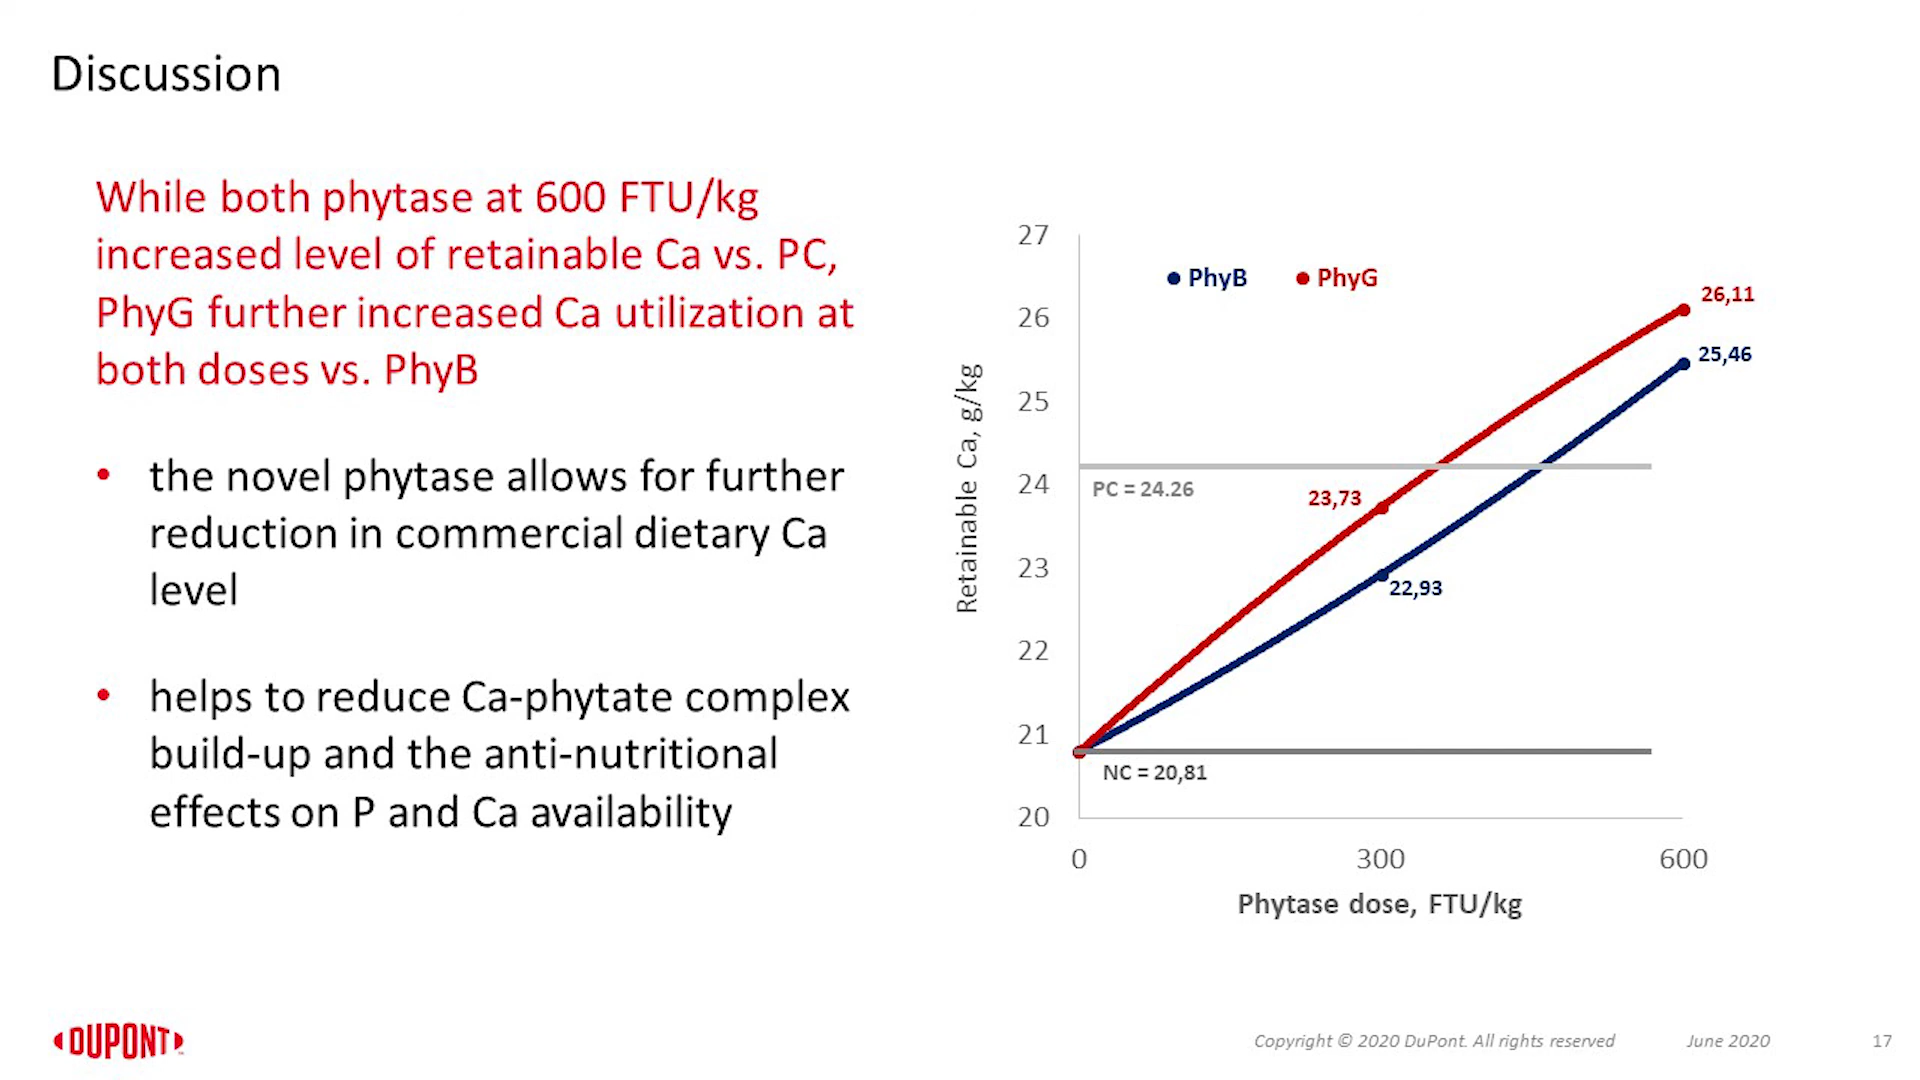 Discussion
While both phytase at 600 FTU/kg
increased level of retainable Ca vs. PC,
PhyG further increased Ca utilization at
both doses vs. PhyB
• the novel phytase allows for further
reduction in commercial dietary Ca
level
• helps to reduce Ca-phytate complex
build-up and the anti-nutritional
effects on P and Ca availability
Retainable Ca, g/kg
27
26
25
24
23
22
21
20
PhyB PhyG
26,11
25,46
PC = 24.26
23,73
22,93
NC = 20,81
0 300 600
Phytase dose, FTU/kg
DUPONT
Copyright © 2020 DuPont. All rights reserved June 2020 17